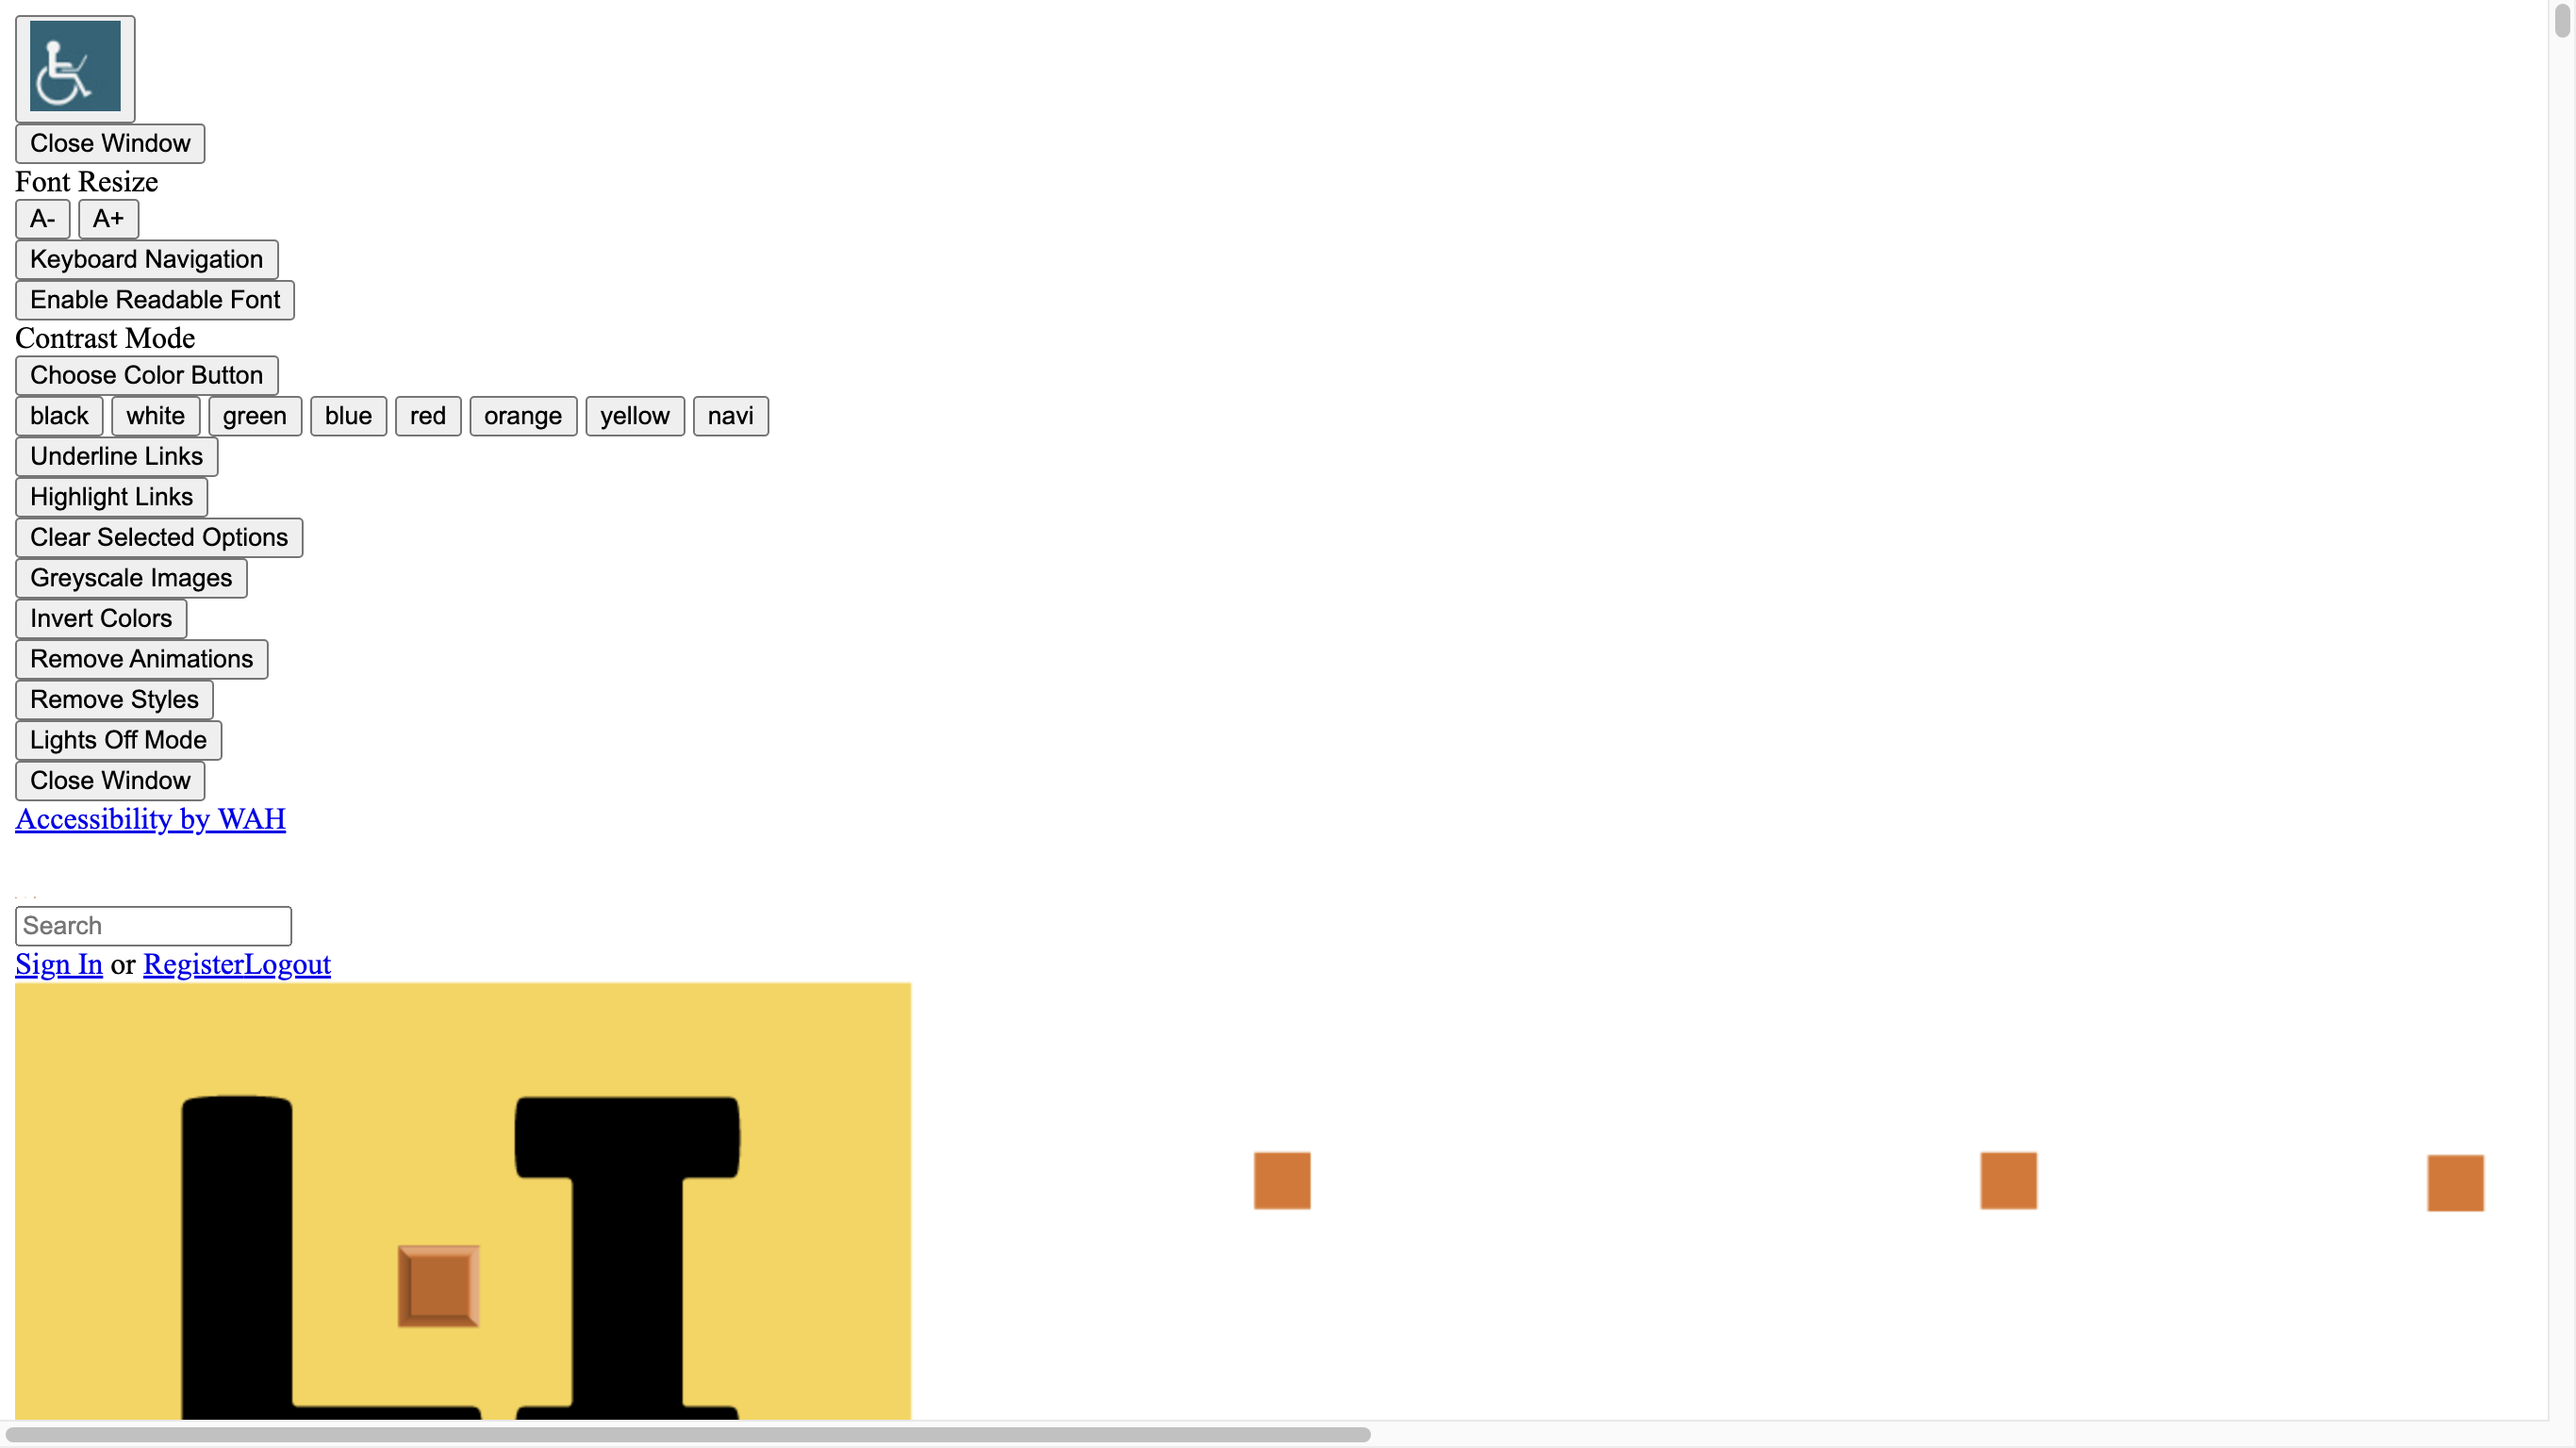 Close Window
Font Resize
A- A+
Keyboard Navigation
Enable Readable Font
Contrast Mode
Choose Color Button
black white green blue red orange yellow navi
Underline Links
Highlight Links
Clear Selected Options
Greyscale Images
Invert Colors
Remove Animations
Remove Styles
Lights Off Mode
Close Window
Accessibility by WAH
Search
Sign In or RegisterLogout
LI